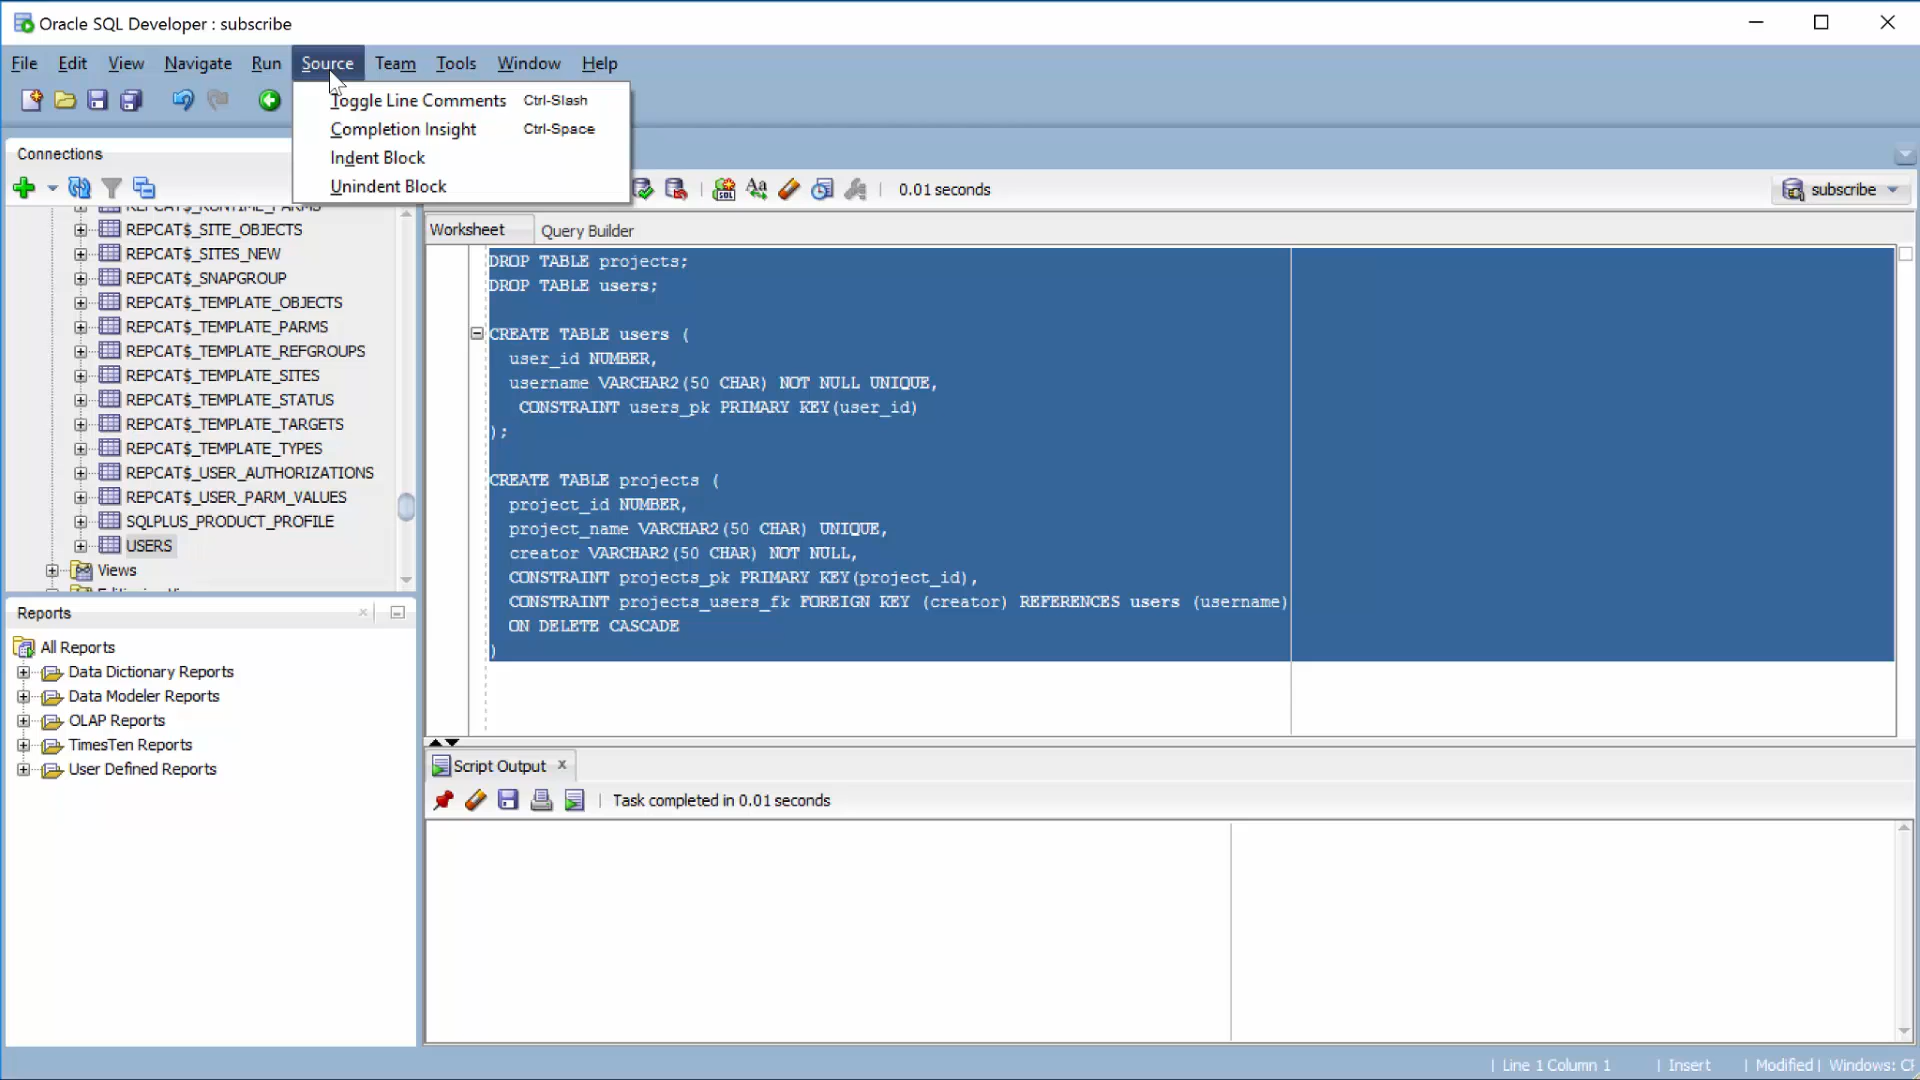 Oracle SQL Developer : subscribe
File Edit View Navigate Run Source Team Tools Window Help
Toggle Line Comments Ctrl-Slash
Completion Insight Ctrl-Space
Indent Block
Unindent Block
Connections
0.01 seconds
subscribe
REPCAT$_RUNTIME_PARMS
REPCAT$_SITE_OBJECTS
REPCAT$_SITES_NEW
REPCAT$_SNAPGROUP
REPCAT$_TEMPLATE_OBJECTS
REPCAT$_TEMPLATE_PARMS
REPCAT$_TEMPLATE_REFGROUPS
REPCAT$_TEMPLATE_SITES
REPCAT$_TEMPLATE_STATUS
REPCAT$_TEMPLATE_TARGETS
REPCAT$_TEMPLATE_TYPES
REPCAT$_USER_AUTHORIZATIONS
REPCAT$_USER_PARM_VALUES
SQLPLUS_PRODUCT_PROFILE
USERS
Views
Worksheet Query Builder
DROP TABLE projects;
DROP TABLE users;
CREATE TABLE users (
user_id NUMBER,
username VARCHAR2(50 CHAR) NOT NULL UNIQUE,
CONSTRAINT users_pk PRIMARY KEY(user_id)
);
CREATE TABLE projects (
project_id NUMBER,
project_name VARCHAR2(50 CHAR) UNIQUE,
creator VARCHAR2(50 CHAR) NOT NULL,
CONSTRAINT projects_pk PRIMARY KEY(project_id),
CONSTRAINT projects_users_fk FOREIGN KEY (creator) REFERENCES users (username)
ON DELETE CASCADE
)
Reports
All Reports
Data Dictionary Reports
Data Modeler Reports
OLAP Reports
TimesTen Reports
User Defined Reports
Script Output
Task completed in 0.01 seconds
Line 1 Column 1 | Insert | Modified | Windows: